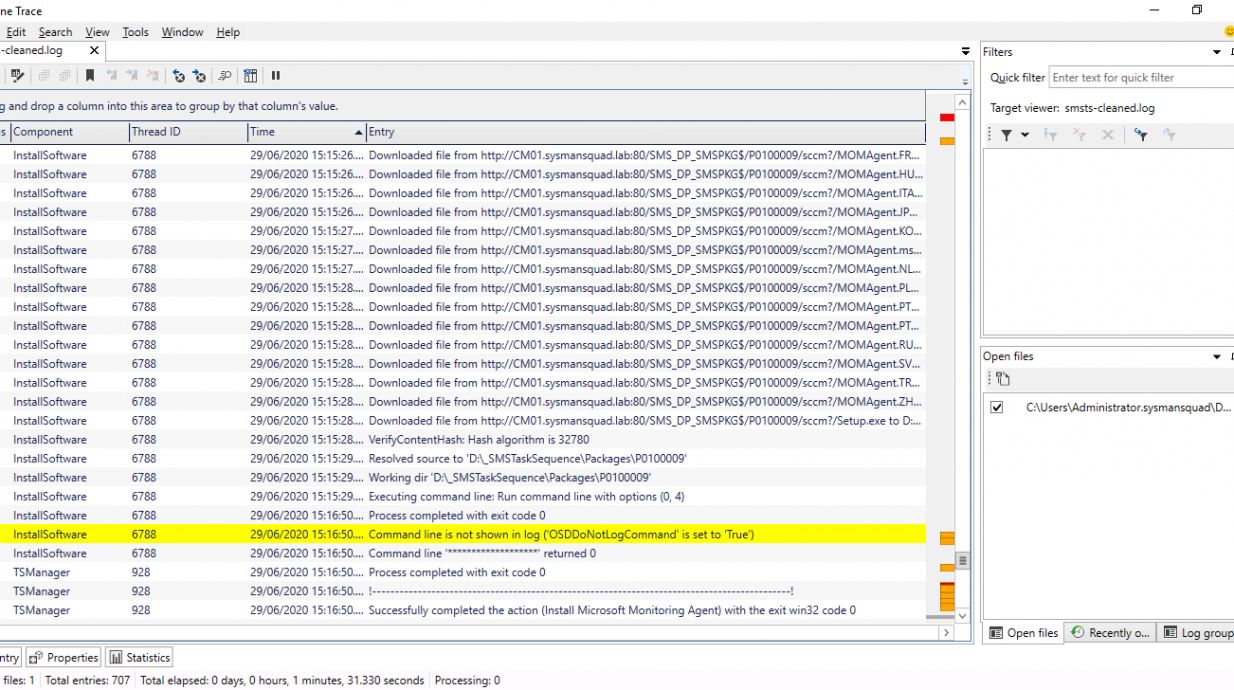 ne Trace
Edit Search View Tools Window Help
-cleaned.log
g and drop a column into this area to group by that column's value.
s Component Thread ID Time Entry
InstallSoftware 6788 29/06/2020 15:15:26.... Downloaded file from http://CM01.sysmansquad.lab:80/SMS_DP_SMSPKG$/P0100009/sccm?/MOMAgent.FR...
InstallSoftware 6788 29/06/2020 15:15:26.... Downloaded file from http://CM01.sysmansquad.lab:80/SMS_DP_SMSPKG$/P0100009/sccm?/MOMAgent.HU...
InstallSoftware 6788 29/06/2020 15:15:26.... Downloaded file from http://CM01.sysmansquad.lab:80/SMS_DP_SMSPKG$/P0100009/sccm?/MOMAgent.ITA...
InstallSoftware 6788 29/06/2020 15:15:26.... Downloaded file from http://CM01.sysmansquad.lab:80/SMS_DP_SMSPKG$/P0100009/sccm?/MOMAgent.JP...
InstallSoftware 6788 29/06/2020 15:15:27.... Downloaded file from http://CM01.sysmansquad.lab:80/SMS_DP_SMSPKG$/P0100009/sccm?/MOMAgent.KO...
InstallSoftware 6788 29/06/2020 15:15:27.... Downloaded file from http://CM01.sysmansquad.lab:80/SMS_DP_SMSPKG$/P0100009/sccm?/MOMAgent.ms...
InstallSoftware 6788 29/06/2020 15:15:27.... Downloaded file from http://CM01.sysmansquad.lab:80/SMS_DP_SMSPKG$/P0100009/sccm?/MOMAgent.NL...
InstallSoftware 6788 29/06/2020 15:15:28.... Downloaded file from http://CM01.sysmansquad.lab:80/SMS_DP_SMSPKG$/P0100009/sccm?/MOMAgent.PL...
InstallSoftware 6788 29/06/2020 15:15:28.... Downloaded file from http://CM01.sysmansquad.lab:80/SMS_DP_SMSPKG$/P0100009/sccm?/MOMAgent.PT...
InstallSoftware 6788 29/06/2020 15:15:28.... Downloaded file from http://CM01.sysmansquad.lab:80/SMS_DP_SMSPKG$/P0100009/sccm?/MOMAgent.PT...
InstallSoftware 6788 29/06/2020 15:15:28.... Downloaded file from http://CM01.sysmansquad.lab:80/SMS_DP_SMSPKG$/P0100009/sccm?/MOMAgent.RU...
InstallSoftware 6788 29/06/2020 15:15:28.... Downloaded file from http://CM01.sysmansquad.lab:80/SMS_DP_SMSPKG$/P0100009/sccm?/MOMAgent.SV...
InstallSoftware 6788 29/06/2020 15:15:28.... Downloaded file from http://CM01.sysmansquad.lab:80/SMS_DP_SMSPKG$/P0100009/sccm?/MOMAgent.TR...
InstallSoftware 6788 29/06/2020 15:15:28.... Downloaded file from http://CM01.sysmansquad.lab:80/SMS_DP_SMSPKG$/P0100009/sccm?/MOMAgent.ZH...
InstallSoftware 6788 29/06/2020 15:15:28.... Downloaded file from http://CM01.sysmansquad.lab:80/SMS_DP_SMSPKG$/P0100009/sccm?/Setup.exe to D:...
InstallSoftware 6788 29/06/2020 15:15:28.... VerifyContentHash: Hash algorithm is 32780
InstallSoftware 6788 29/06/2020 15:15:29.... Resolved source to 'D:\_SMSTaskSequence\Packages\P0100009'
InstallSoftware 6788 29/06/2020 15:15:29.... Working dir 'D:\_SMSTaskSequence\Packages\P0100009'
InstallSoftware 6788 29/06/2020 15:15:29.... Executing command line: Run command line with options (0, 4)
InstallSoftware 6788 29/06/2020 15:16:50.... Process completed with exit code 0
InstallSoftware 6788 29/06/2020 15:16:50.... Command line is not shown in log ('OSDDoNotLogCommand' is set to 'True')
InstallSoftware 6788 29/06/2020 15:16:50.... Command line '*******************' returned 0
TSManager 928 29/06/2020 15:16:50.... Process completed with exit code 0
TSManager 928 29/06/2020 15:16:50.... !--------------------------------------------------------------------------------------------!
TSManager 928 29/06/2020 15:16:50.... Successfully completed the action (Install Microsoft Monitoring Agent) with the exit win32 code 0
ntry Properties Statistics
files: 1 Total entries: 707 Total elapsed: 0 days, 0 hours, 1 minutes, 31.330 seconds Processing: 0
Filters
Quick filter Enter text for quick filter
Target viewer: smsts-cleaned.log
Open files
C:\Users\Administrator.sysmansquad\D...
Open files Recently o... Log group